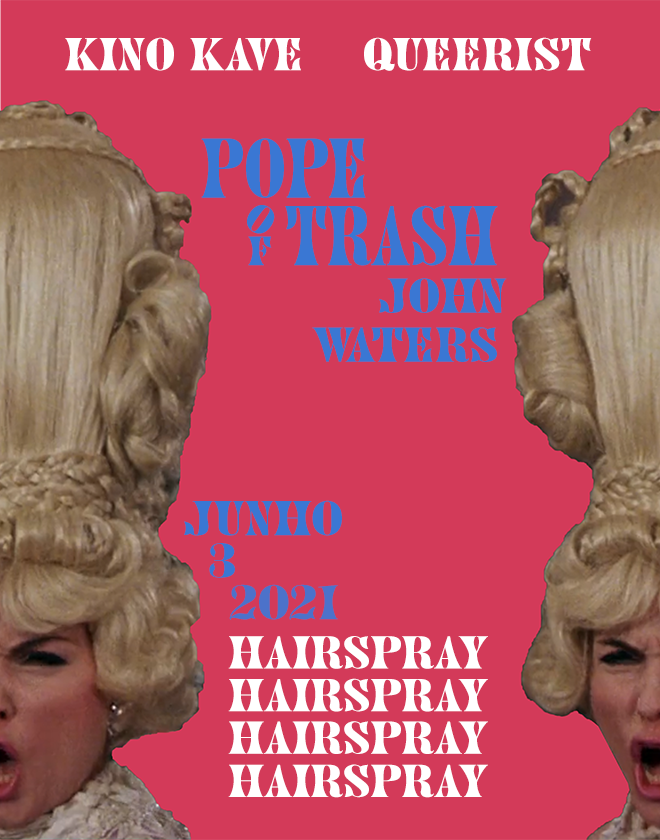 KINO KAVE QUEERIST
POPE
OF TRASH
JOHN
WATERS
JUNHO
3
2021
HAIRSPRAY
HAIRSPRAY
HAIRSPRAY
HAIRSPRAY